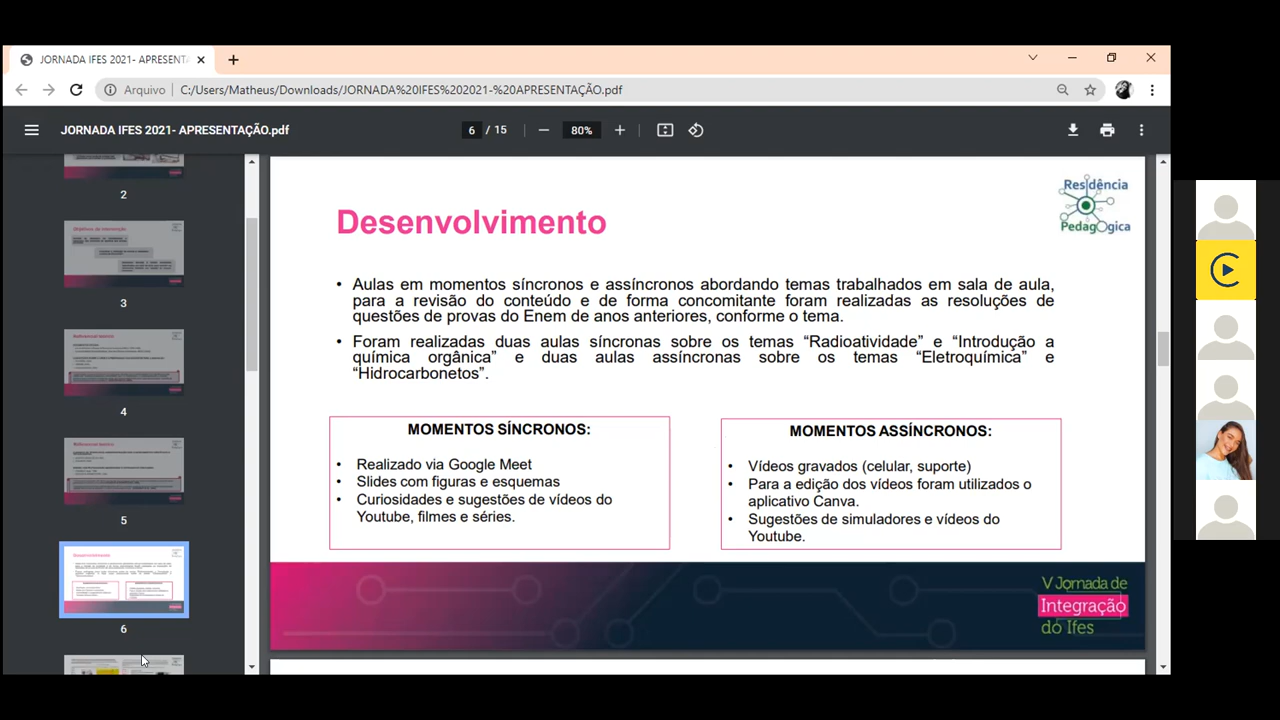 JORNADA IFES 2021- APRESENTA
Arquivo
C:/Users/Matheus/Downloads/JORNADA%20IFES%202021-%20APRESENTAÇÃO.pdf
JORNADA IFES 2021- APRESENTAÇÃO.pdf
6 / 15
80%
2
3
4
5
6
Residência
Pedagógica
Desenvolvimento
• Aulas em momentos síncronos e assíncronos abordando temas trabalhados em sala de aula,
para a revisão do conteúdo e de forma concomitante foram realizadas as resoluções de
questões de provas do Enem de anos anteriores, conforme o tema.
• Foram realizadas duas aulas síncronas sobre os temas “Radioatividade” e “Introdução a
química orgânica” e duas aulas assíncronas sobre os temas “Eletroquímica” e
“Hidrocarbonetos”.
MOMENTOS SÍNCRONOS:
• Realizado via Google Meet
• Slides com figuras e esquemas
• Curiosidades e sugestões de vídeos do
Youtube, filmes e séries.
MOMENTOS ASSÍNCRONOS:
• Vídeos gravados (celular, suporte)
• Para a edição dos vídeos foram utilizados o
aplicativo Canva.
• Sugestões de simuladores e vídeos do
Youtube.
V Jornada de
Integração
do Ifes